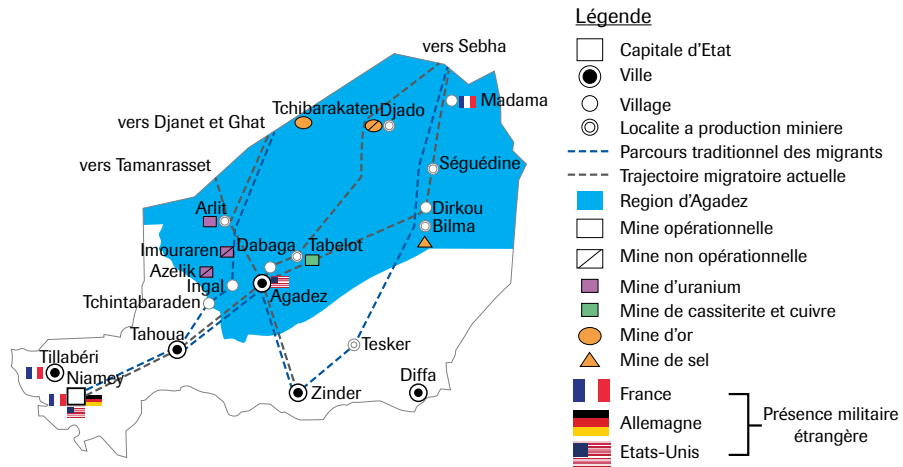 vers Sebha
Tchibarakaten
Djado
Madama
vers Djanet et Ghat
vers Tamanrasset
Séguédine
Arlit
Dirkou
Bilma
Imouraren
Dabaga
Tabelot
Azelik
Ingal
Agadez
Tchintabaraden
Tahoua
Tesker
Tillabéri
Niamey
Zinder
Diffa
Légende
Capitale d'Etat
Ville
Village
Localite a production miniere
Parcours traditionnel des migrants
Trajectoire migratoire actuelle
Region d'Agadez
Mine opérationnelle
Mine non opérationnelle
Mine d'uranium
Mine de cassiterite et cuivre
Mine d'or
Mine de sel
France
Allemagne
Etats-Unis
Présence militaire
étrangère